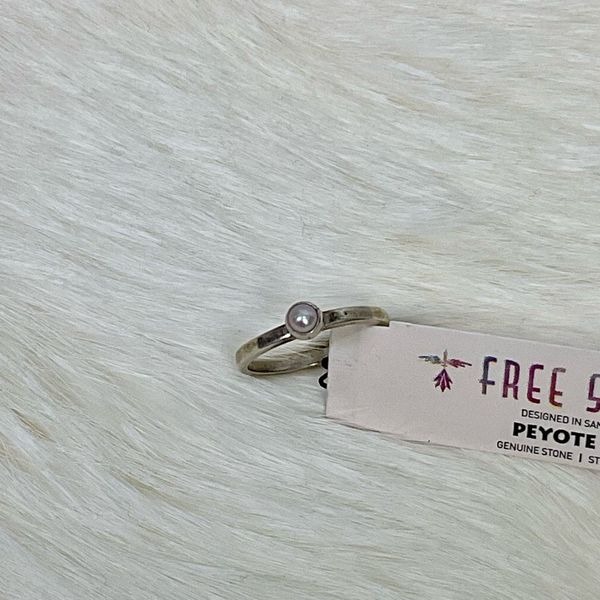 FREE S
DESIGNED IN SAN
PEYOTE
GENUINE STONE | ST